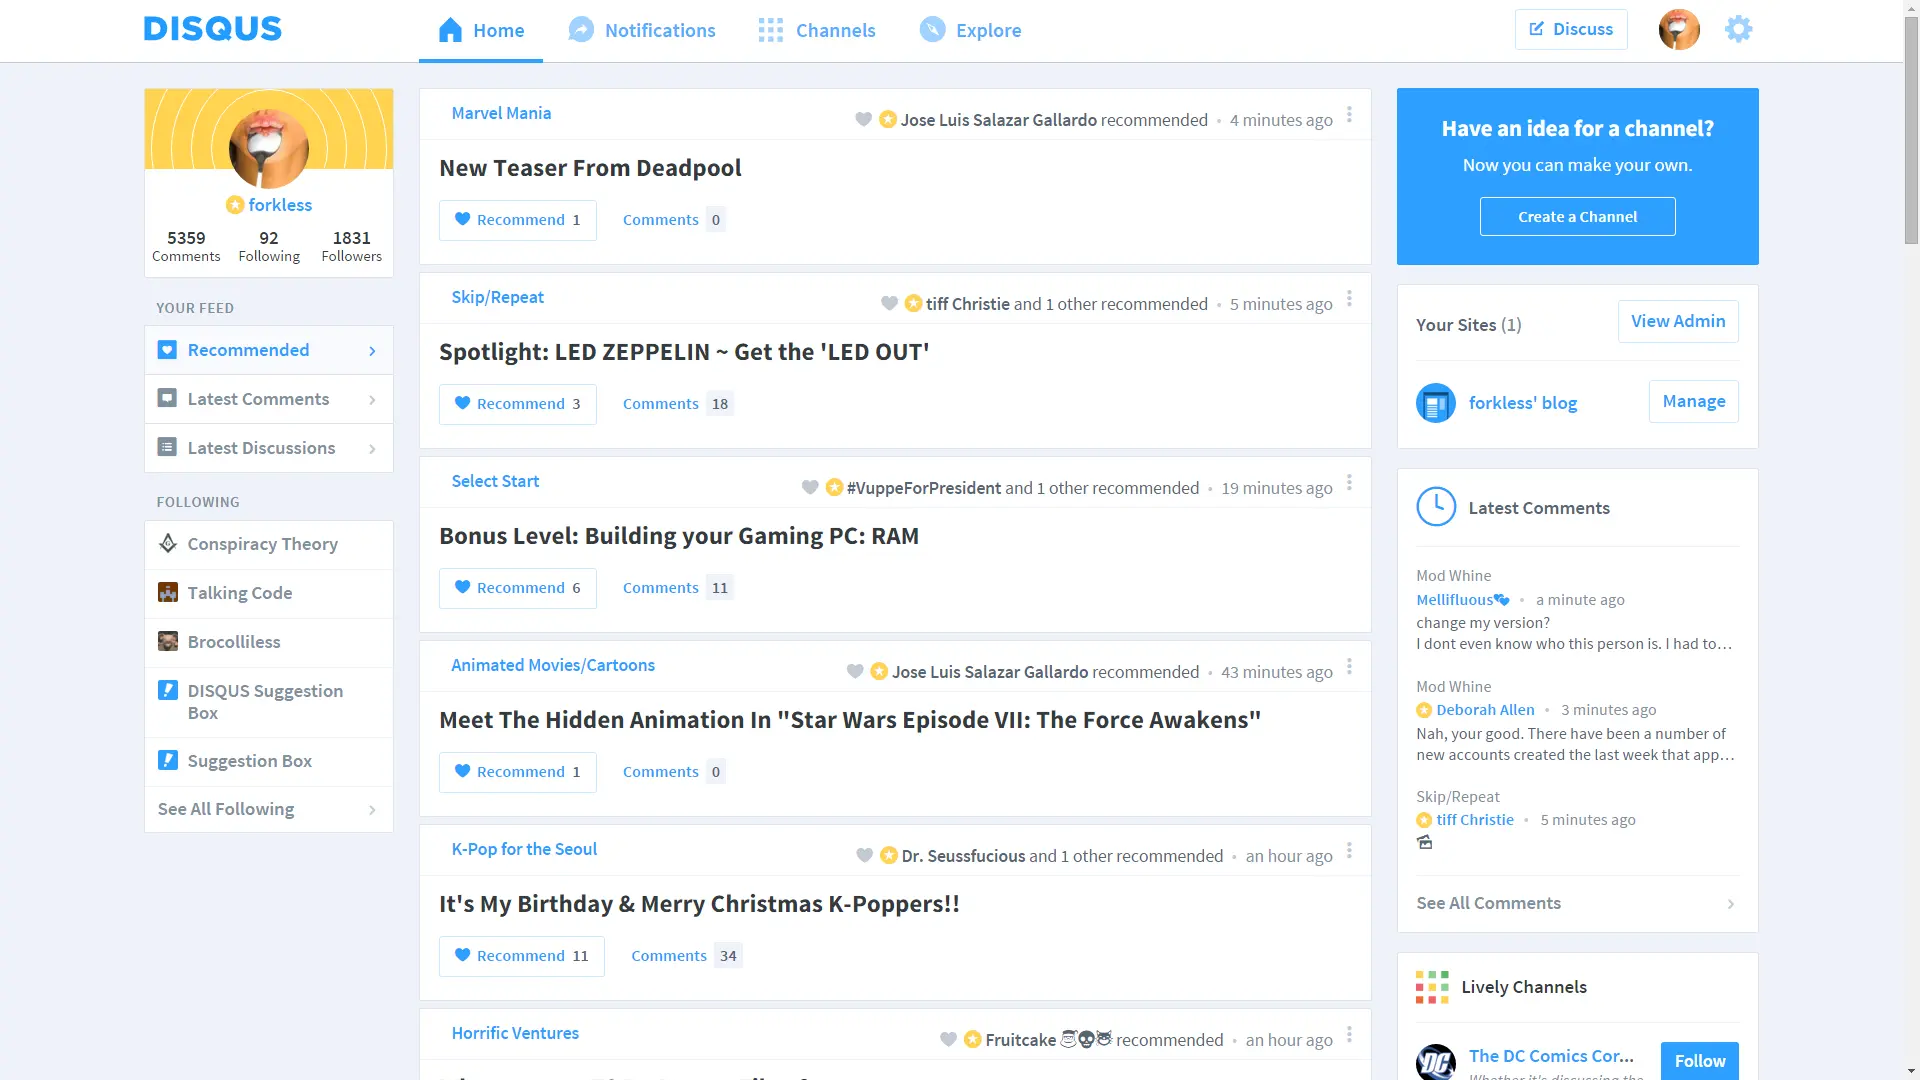 DISQUS
Home
Notifications
Channels
Explore
Discuss
forkless
5359 92 1831
Comments Following Followers
YOUR FEED
Recommended
Latest Comments
Latest Discussions
FOLLOWING
Conspiracy Theory
Talking Code
Brocolliless
DISQUS Suggestion
Box
Suggestion Box
See All Following
Marvel Mania
Jose Luis Salazar Gallardo recommended • 4 minutes ago
New Teaser From Deadpool
Recommend 1 Comments 0
Skip/Repeat
tiff Christie and 1 other recommended • 5 minutes ago
Spotlight: LED ZEPPELIN ~ Get the 'LED OUT'
Recommend 3 Comments 18
Select Start
#VuppeForPresident and 1 other recommended • 19 minutes ago
Bonus Level: Building your Gaming PC: RAM
Recommend 6 Comments 11
Animated Movies/Cartoons
Jose Luis Salazar Gallardo recommended • 43 minutes ago
Meet The Hidden Animation In "Star Wars Episode VII: The Force Awakens"
Recommend 1 Comments 0
K-Pop for the Seoul
Dr. Seussfucious and 1 other recommended • an hour ago
It's My Birthday & Merry Christmas K-Poppers!!
Recommend 11 Comments 34
Horrific Ventures
Fruitcake recommended • an hour ago
Have an idea for a channel?
Now you can make your own.
Create a Channel
Your Sites (1)
View Admin
forkless' blog
Manage
Latest Comments
Mod Whine
Mellifluous • a minute ago
change my version?
I dont even know who this person is. I had to…
Mod Whine
Deborah Allen • 3 minutes ago
Nah, your good. There have been a number of
new accounts created the last week that app…
Skip/Repeat
tiff Christie • 5 minutes ago
See All Comments
Lively Channels
DC
The DC Comics Cor...
Follow
Whether it's discussing the